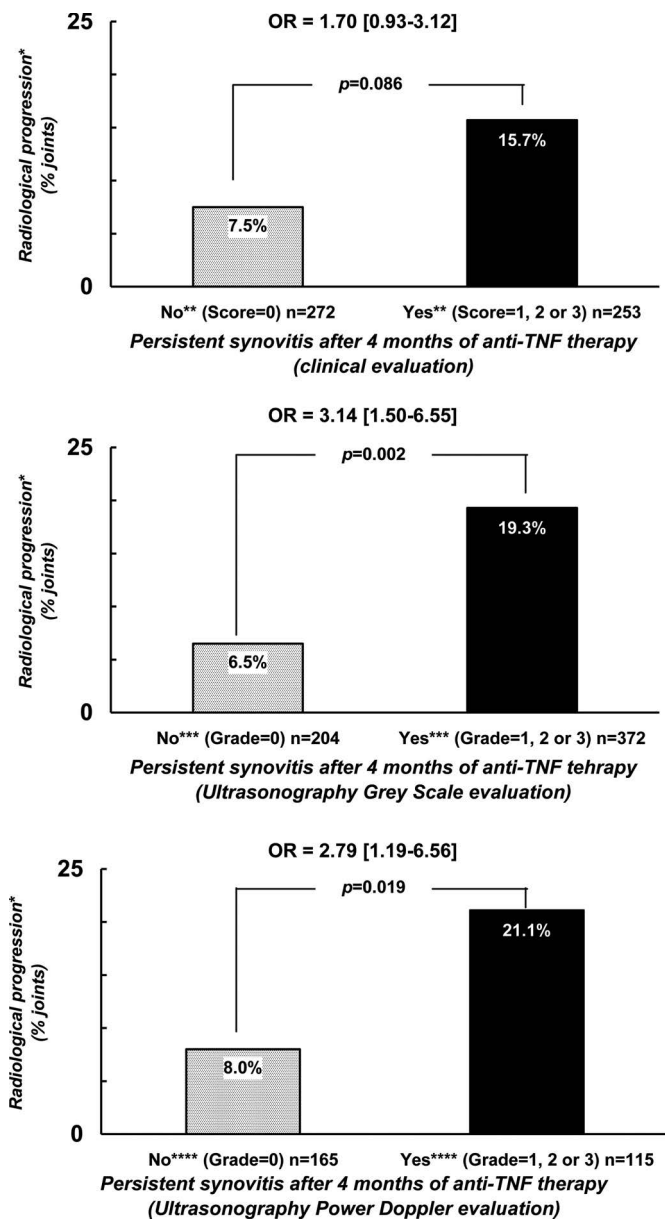 OR = 1.70 [0.93-3.12]
25
p=0.086
Radiological progression*
(% joints)
15.7%
7.5%
0
No** (Score=0) n=272
Yes** (Score=1, 2 or 3) n=253
Persistent synovitis after 4 months of anti-TNF therapy
(clinical evaluation)
OR = 3.14 [1.50-6.55]
25
p=0.002
Radiological progression*
(% joints)
19.3%
6.5%
0
No*** (Grade=0) n=204
Yes*** (Grade=1, 2 or 3) n=372
Persistent synovitis after 4 months of anti-TNF tehrapy
(Ultrasonography Grey Scale evaluation)
OR = 2.79 [1.19-6.56]
25
p=0.019
Radiological progression*
(% joints)
21.1%
8.0%
0
No**** (Grade=0) n=165
Yes**** (Grade=1, 2 or 3) n=115
Persistent synovitis after 4 months of anti-TNF therapy
(Ultrasonography Power Doppler evaluation)